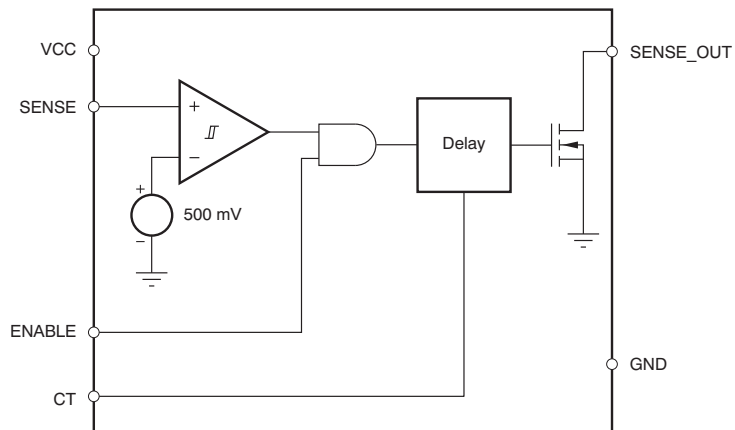 VCC
SENSE_OUT
SENSE
+
−
Delay
+
500 mV
−
ENABLE
GND
CT